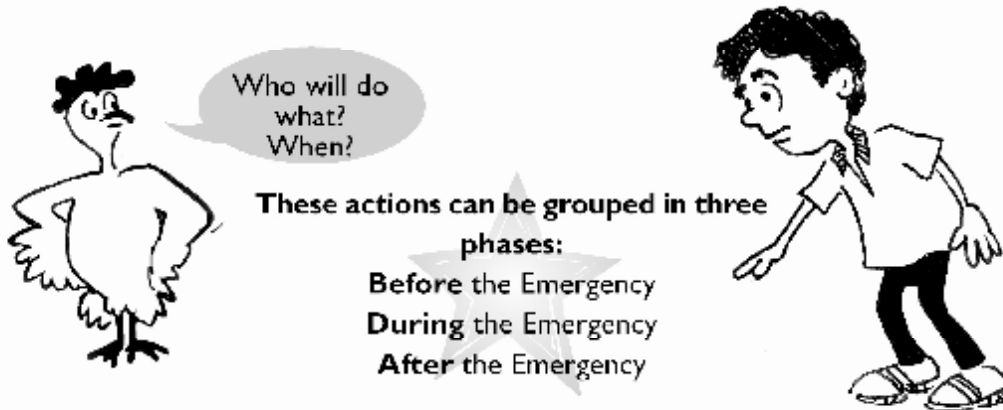 Who will do
what?
When?
These actions can be grouped in three
phases:
Before the Emergency
During the Emergency
After the Emergency